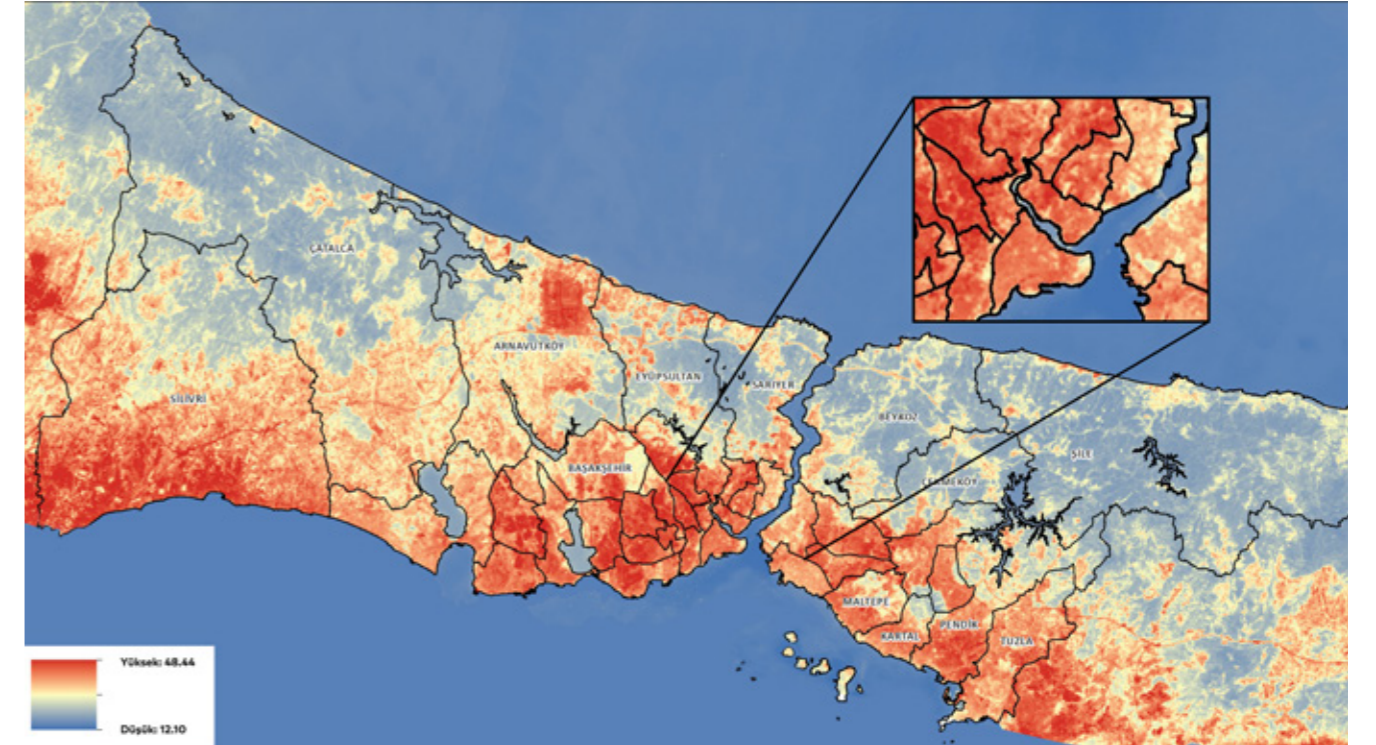 ÇATALCA
ARNAVUTKÖY
EYÜPSULTAN
SARIYER
SİLİVRİ
BEYKOZ
ŞİLE
BAŞAKŞEHİR
ÇEKMEKÖY
MALTEPE
KARTAL
PENDİK
TUZLA
Yüksek: 48.44
Düşük: 12.10